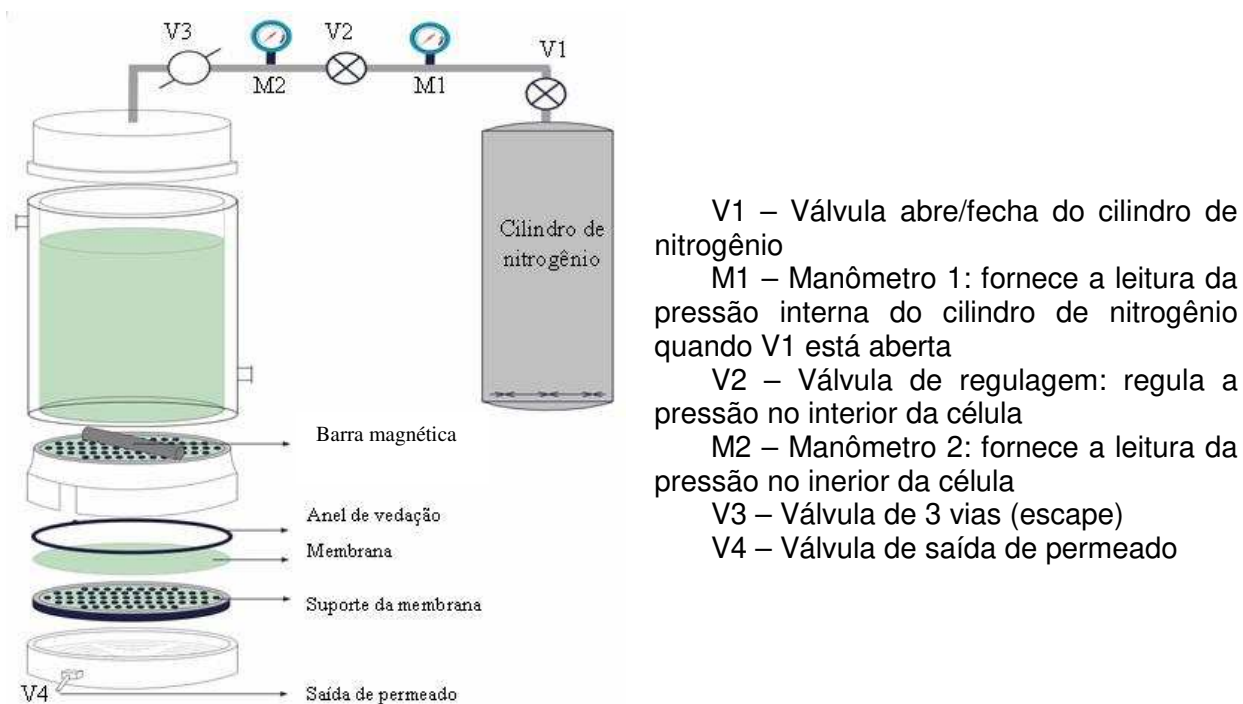 V3
V2
V1
M2
M1
Cilindro de
nitrogênio
Barra magnética
Anel de vedação
Membrana
Suporte da membrana
V4
Saída de permeado
V1 – Válvula abre/fecha do cilindro de
nitrogênio
M1 – Manômetro 1: fornece a leitura da
pressão interna do cilindro de nitrogênio
quando V1 está aberta
V2 – Válvula de regulagem: regula a
pressão no interior da célula
M2 – Manômetro 2: fornece a leitura da
pressão no inerior da célula
V3 – Válvula de 3 vias (escape)
V4 – Válvula de saída de permeado